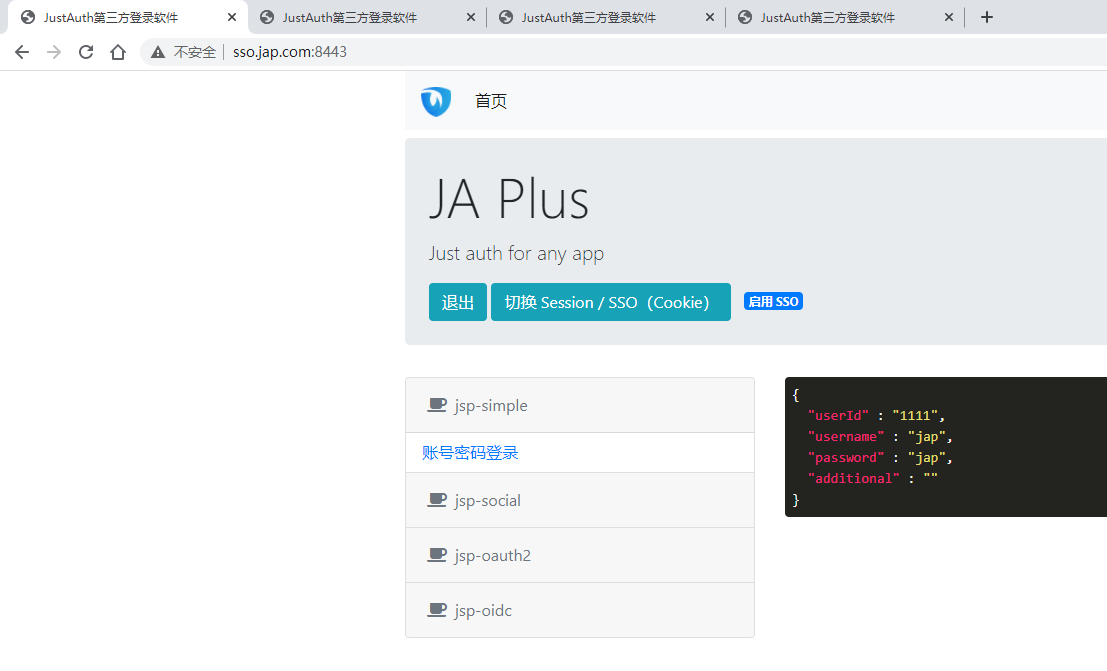 JustAuth第三方登录软件
JustAuth第三方登录软件
JustAuth第三方登录软件
JustAuth第三方登录软件
不安全 sso.jap.com:8443
首页
JA Plus
Just auth for any app
退出 切换 Session / SSO（Cookie） 启用 SSO
jsp-simple
账号密码登录
jsp-social
jsp-oauth2
jsp-oidc
{
"userId" : "1111",
"username" : "jap",
"password" : "jap",
"additional" : ""
}